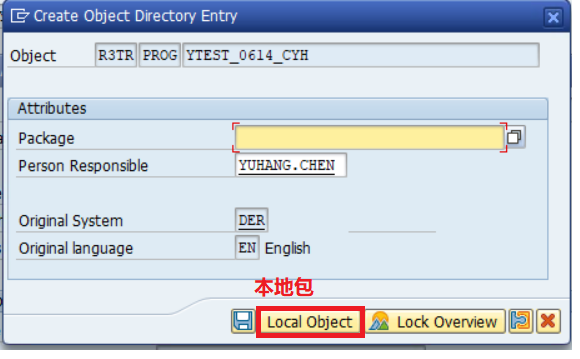 Create Object Directory Entry
Object R3TR PROG YTEST_0614_CYH
Attributes
Package
Person Responsible YUHANG.CHEN
Original System DER
Original language EN English
本地包
Local Object Lock Overview